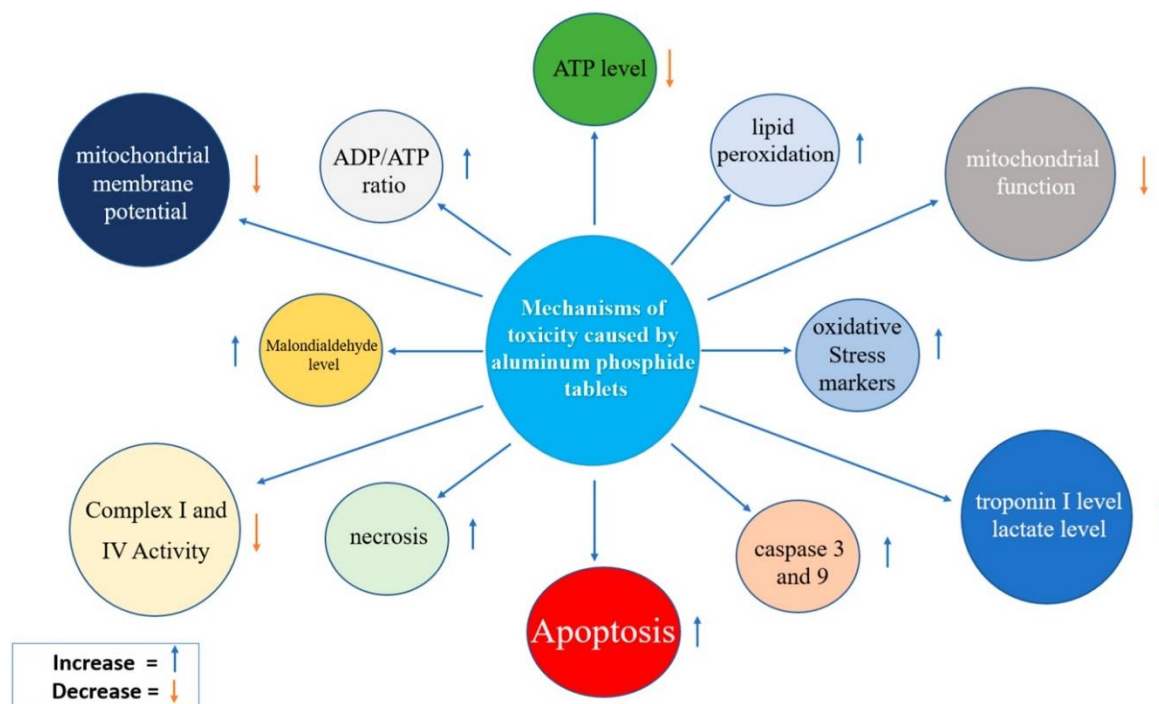 ATP level
lipid
peroxidation
ADP/ATP
ratio
mitochondrial
membrane
potential
mitochondrial
function
Mechanisms of
toxicity caused by
aluminum phosphide
tablets
oxidative
Stress
markers
Malondialdehyde
level
Complex I and
IV Activity
necrosis
Apoptosis
caspase 3
and 9
troponin I level
lactate level
Increase = ↑
Decrease = ↓